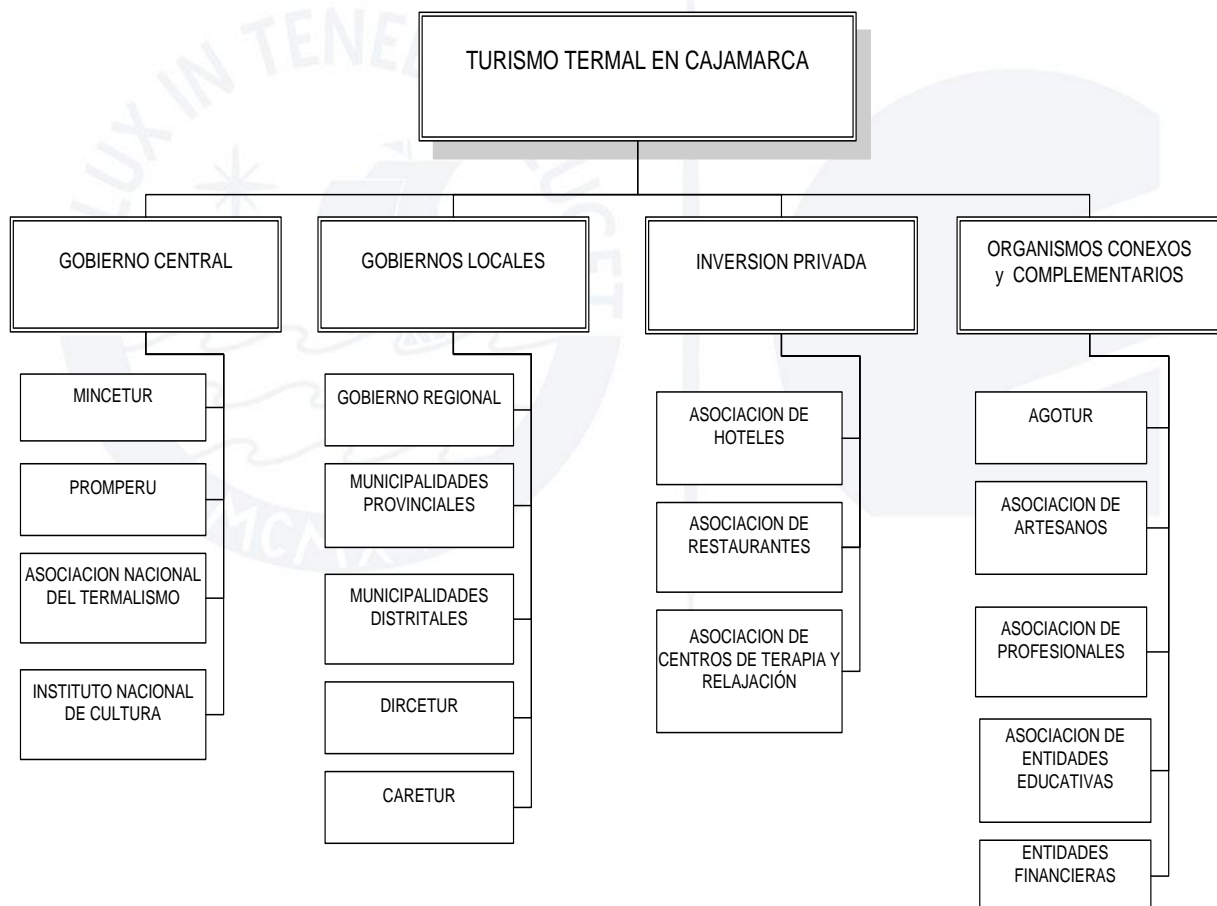 TURISMO TERMAL EN CAJAMARCA
GOBIERNO CENTRAL
MINCETUR
PROMPERU
ASOCIACION NACIONAL
DEL TERMALISMO
INSTITUTO NACIONAL
DE CULTURA
GOBIERNOS LOCALES
GOBIERNO REGIONAL
MUNICIPALIDADES
PROVINCIALES
MUNICIPALIDADES
DISTRITALES
DIRCETUR
CARETUR
INVERSION PRIVADA
ASOCIACION DE
HOTELES
ASOCIACION DE
RESTAURANTES
ASOCIACION DE
CENTROS DE TERAPIA Y
RELAJACIÓN
ORGANISMOS CONEXOS
y COMPLEMENTARIOS
AGOTUR
ASOCIACION DE
ARTESANOS
ASOCIACION DE
PROFESIONALES
ASOCIACION DE
ENTIDADES
EDUCATIVAS
ENTIDADES
FINANCIERAS
LUX IN